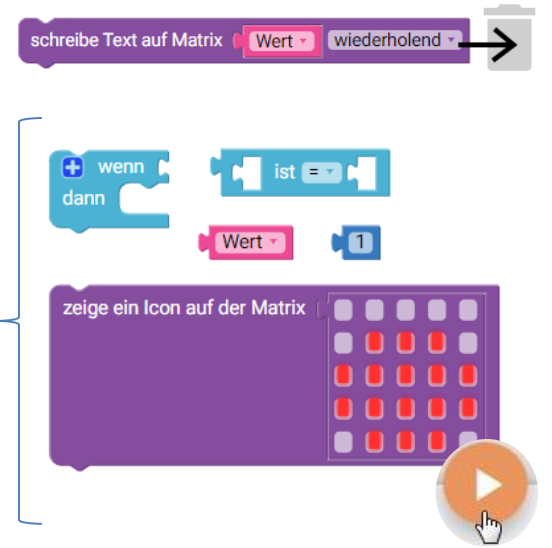 schreibe Text auf Matrix Wert wiederholend
wenn
dann
ist =
Wert 1
zeige ein Icon auf der Matrix